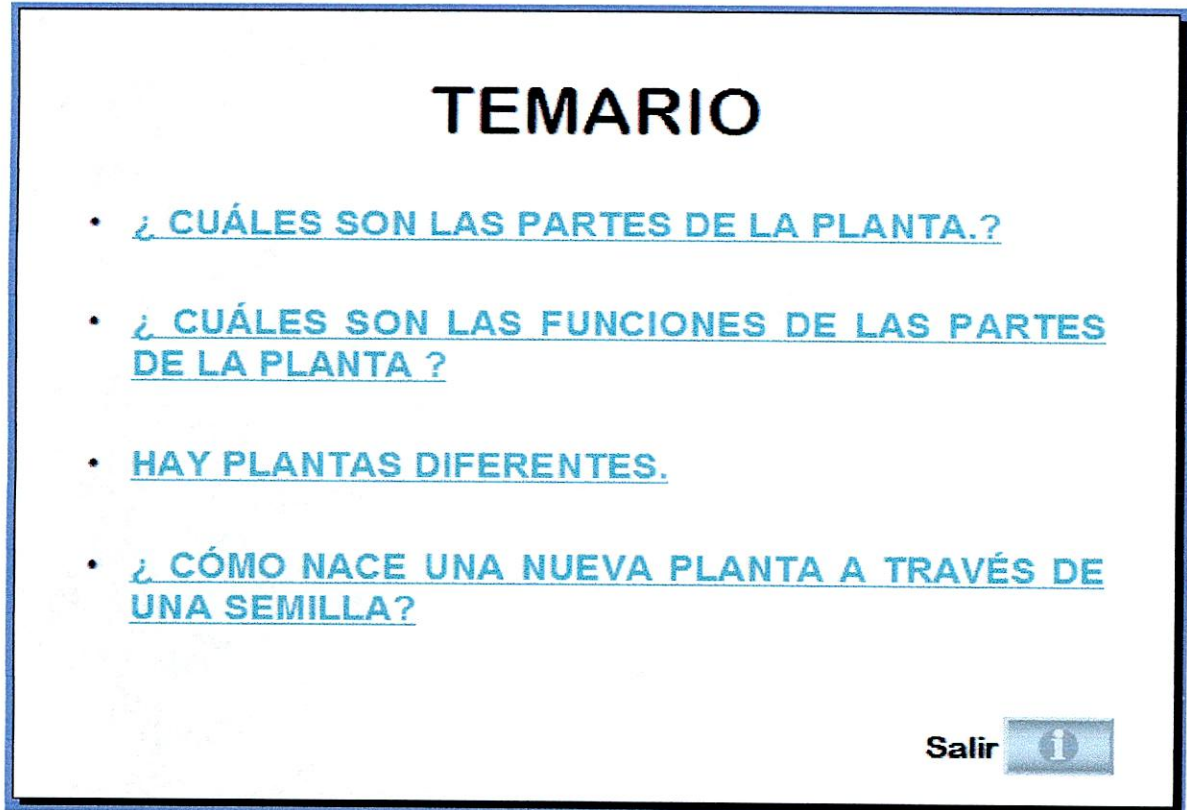 TEMARIO
• ¿ CUÁLES SON LAS PARTES DE LA PLANTA.?
• ¿ CUÁLES SON LAS FUNCIONES DE LAS PARTES
DE LA PLANTA ?
• HAY PLANTAS DIFERENTES.
• ¿ CÓMO NACE UNA NUEVA PLANTA A TRAVÉS DE
UNA SEMILLA?
Salir i